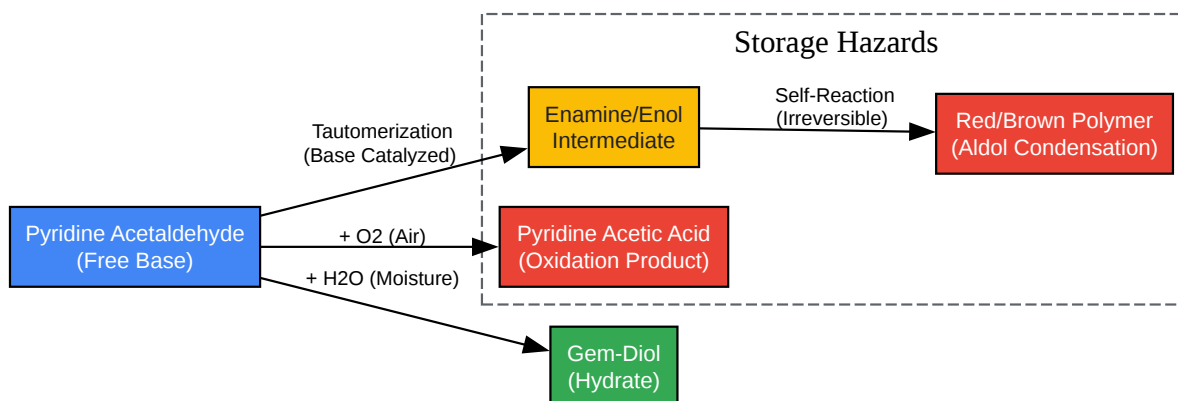 Storage Hazards
Tautomerization
(Base Catalyzed)
Enamine/Enol
Intermediate
Self-Reaction
(Irreversible)
Red/Brown Polymer
(Aldol Condensation)
Pyridine Acetaldehyde
(Free Base)
+ O2 (Air)
Pyridine Acetic Acid
(Oxidation Product)
+ H2O (Moisture)
Gem-Diol
(Hydrate)